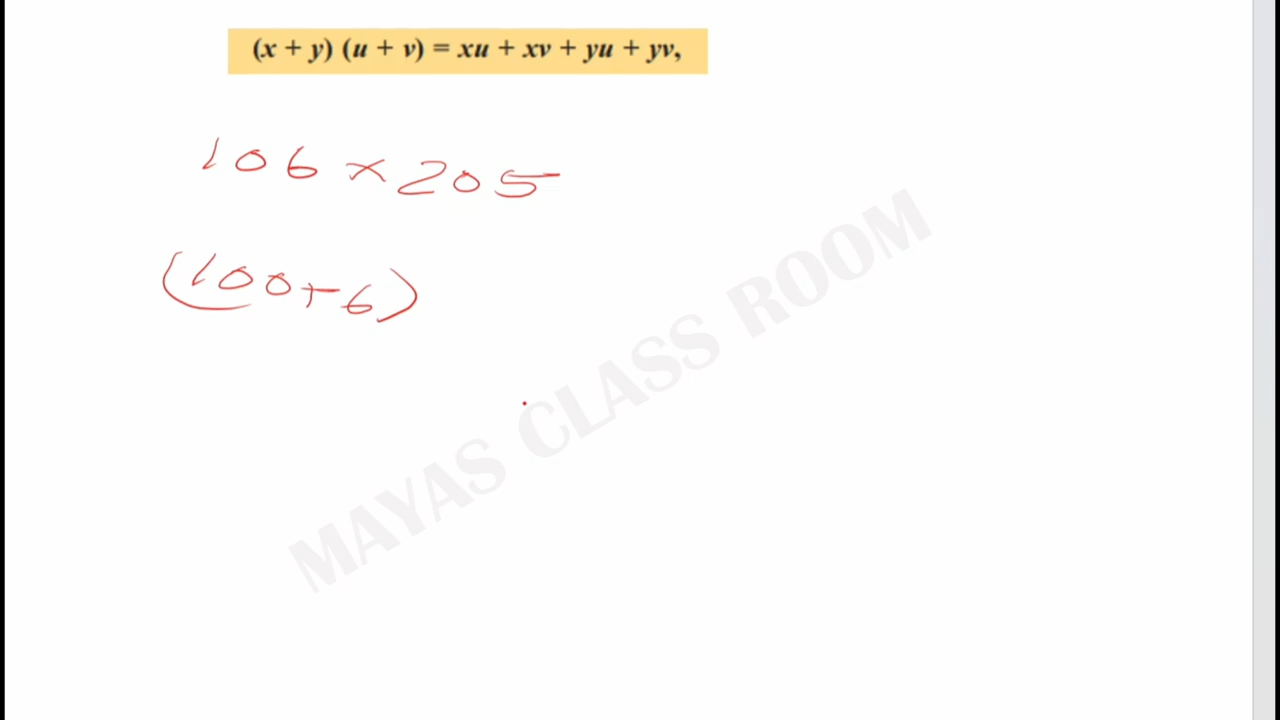 (x + y) (u + v) = xu + xv + yu + yv,
106 × 205
(100+6)
MAYAS CLASS ROOM